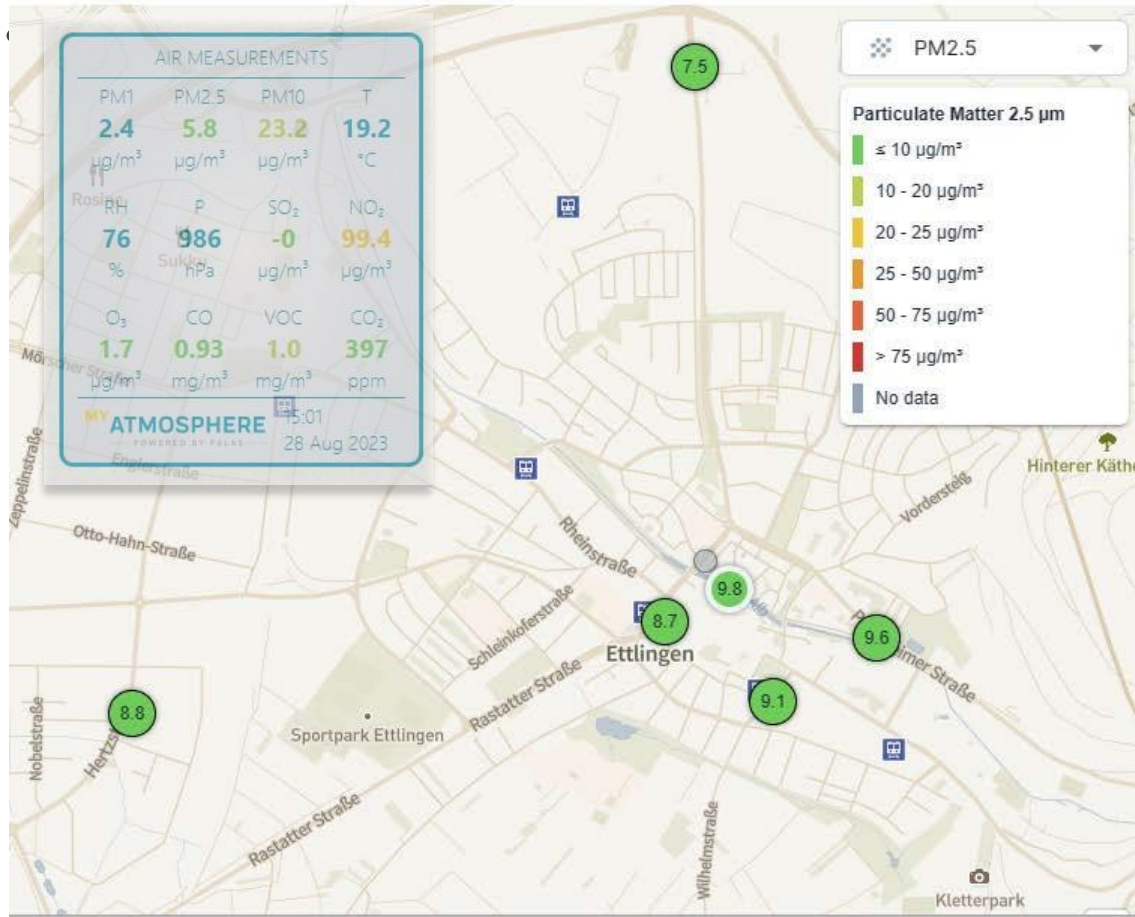 AIR MEASUREMENTS
PM1 PM2.5 PM10 T
2.4 5.8 23.2 19.2
µg/m³ µg/m³ µg/m³ °C
RH P SO₂ NO₂
76 986 -0 99.4
% hPa µg/m³ µg/m³
O₃ CO VOC CO₂
1.7 0.93 1.0 397
µg/m³ mg/m³ mg/m³ ppm
MY ATMOSPHERE
POWERED BY PALAS
15:01
28 Aug 2023
PM2.5
Particulate Matter 2.5 µm
≤ 10 µg/m³
10 - 20 µg/m³
20 - 25 µg/m³
25 - 50 µg/m³
50 - 75 µg/m³
> 75 µg/m³
No data
7.5
Sukku
Mörscher Straße
Englerstraße
Zeppelinstraße
Otto-Hahn-Straße
Rheinstraße
Vordersteig
Hinterer Käthe
Schleinkoferstraße
Alb
9.8
8.7
9.6
Ettlingen
9.1
8.8
Rastatter Straße
Sportpark Ettlingen
Nobelstraße
Rastatter Straße
Wilhelmstraße
Kletterpark